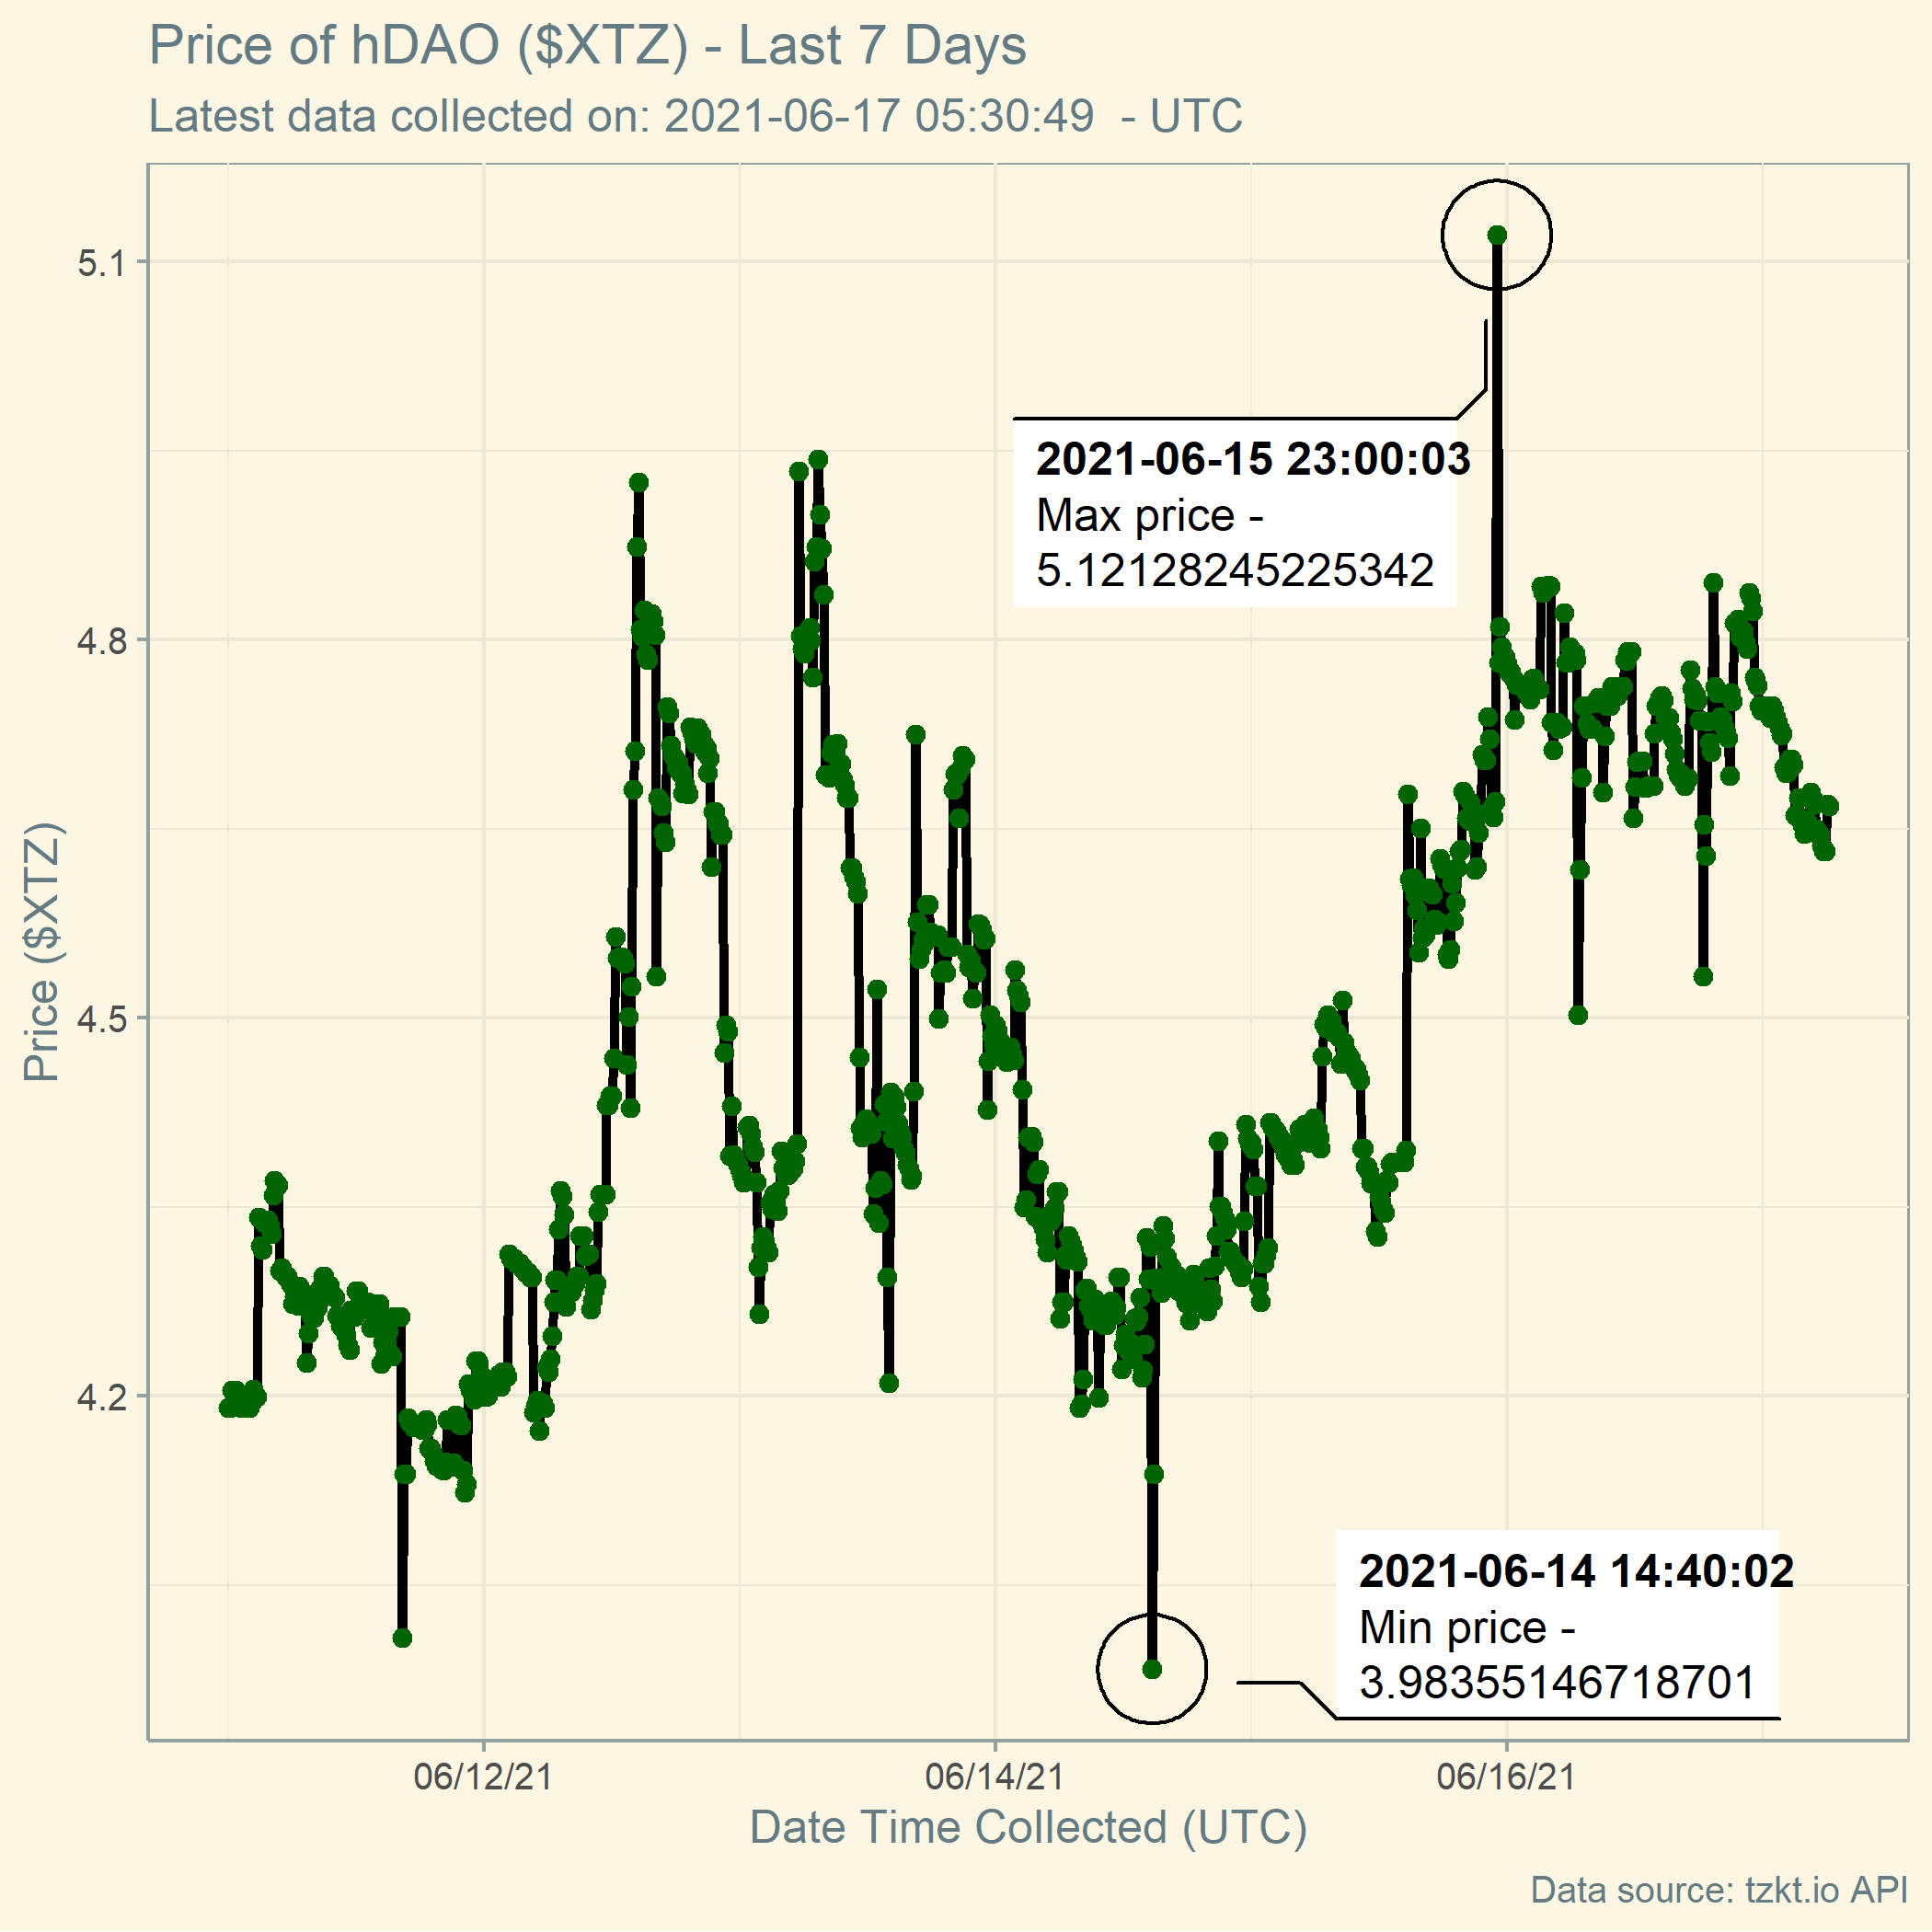 Price of hDAO ($XTZ) - Last 7 Days
Latest data collected on: 2021-06-17 05:30:49  - UTC
5.1
4.8
4.5
4.2
Price ($XTZ)
2021-06-15 23:00:03
Max price -
5.12128245225342
2021-06-14 14:40:02
Min price -
3.98355146718701
06/12/21
06/14/21
06/16/21
Date Time Collected (UTC)
Data source: tzkt.io API